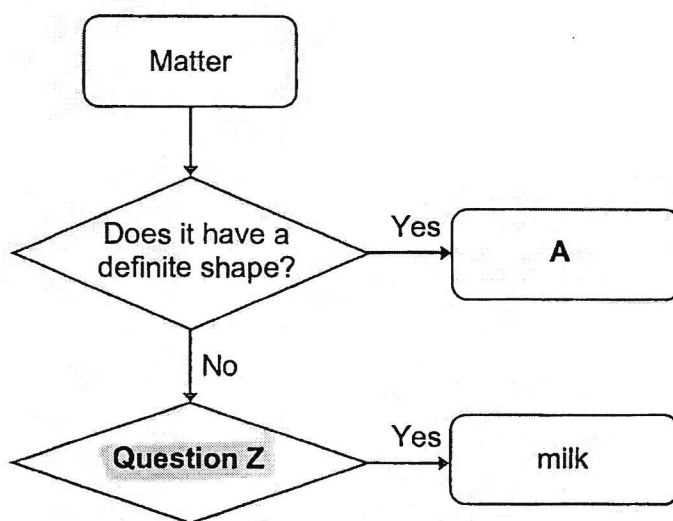 Matter
Does it have a
definite shape?
Yes
A
No
Question Z
Yes
milk